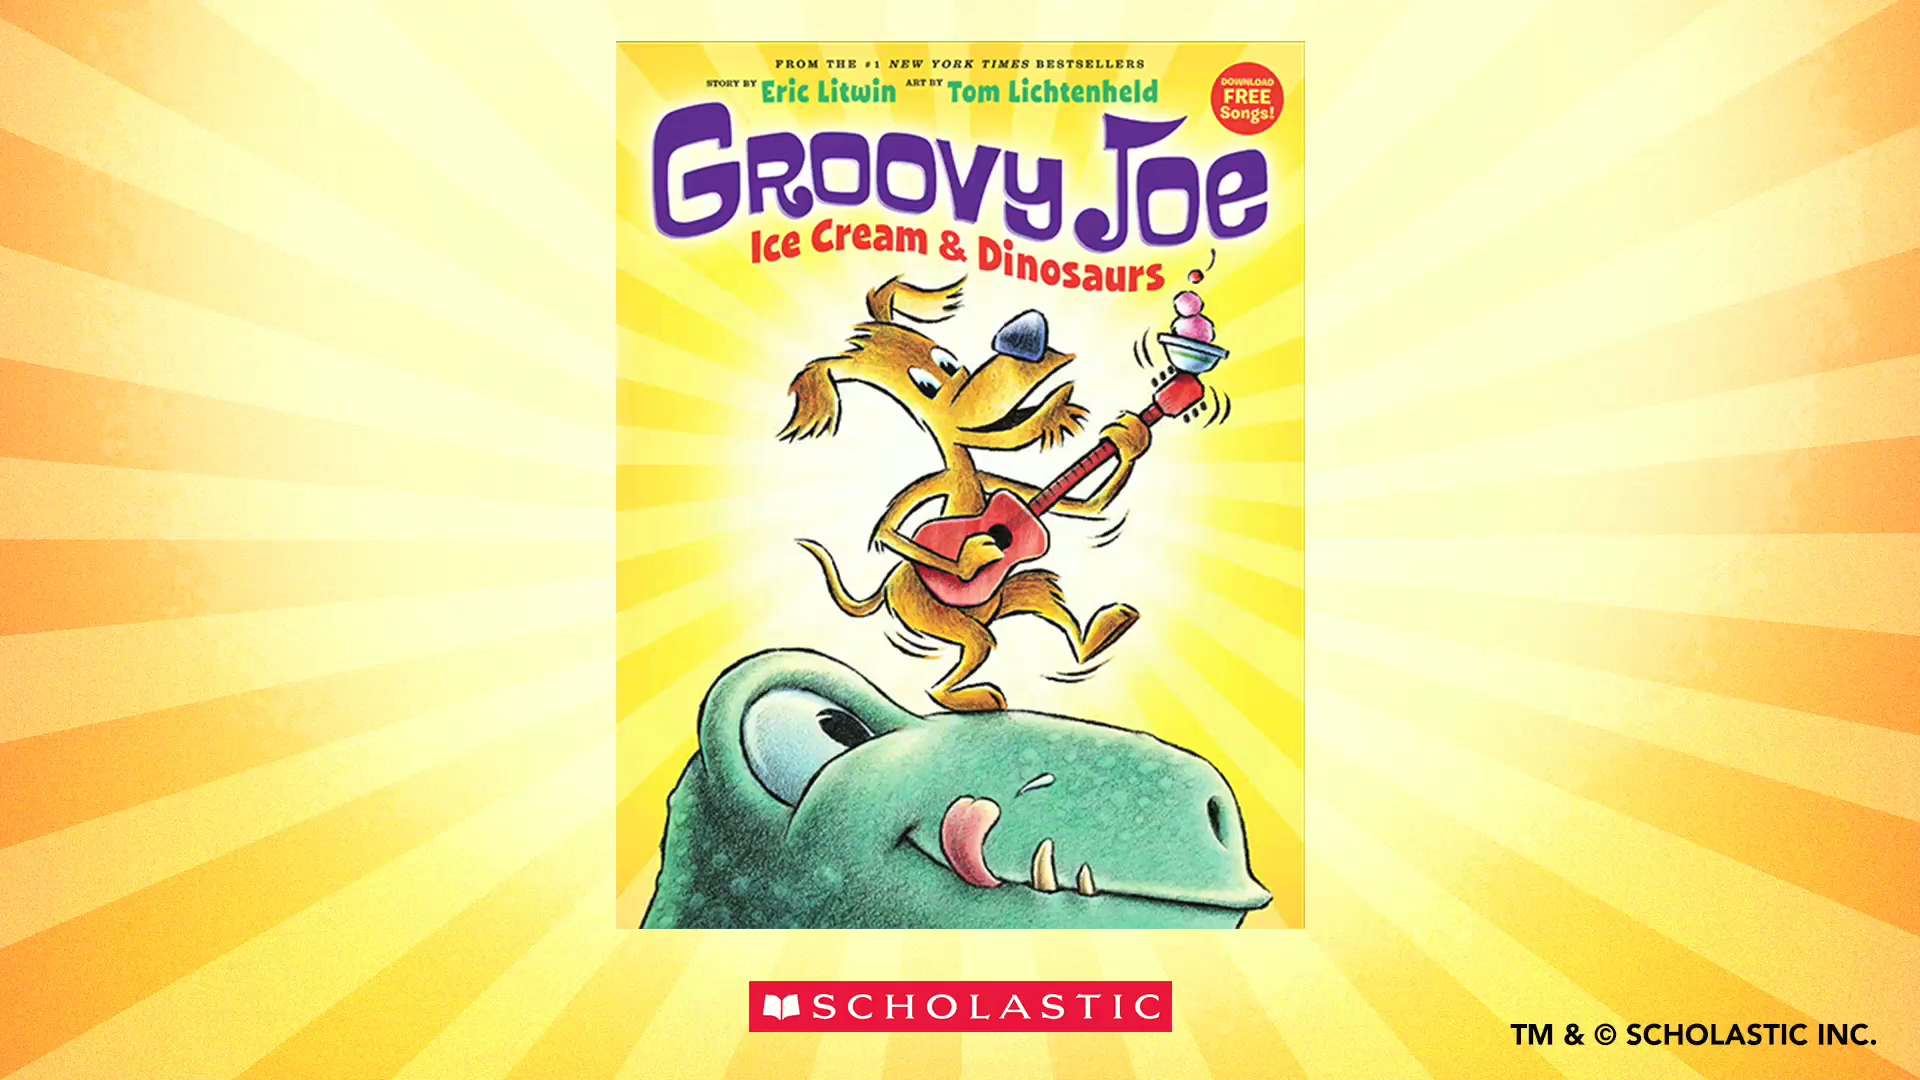 FROM THE #1 NEW YORK TIMES BESTSELLERS
STORY BY Eric Litwin ART BY Tom Lichtenheld
DOWNLOAD
FREE
Songs!
GROOVY JOE
Ice Cream & Dinosaurs
SCHOLASTIC
TM & © SCHOLASTIC INC.